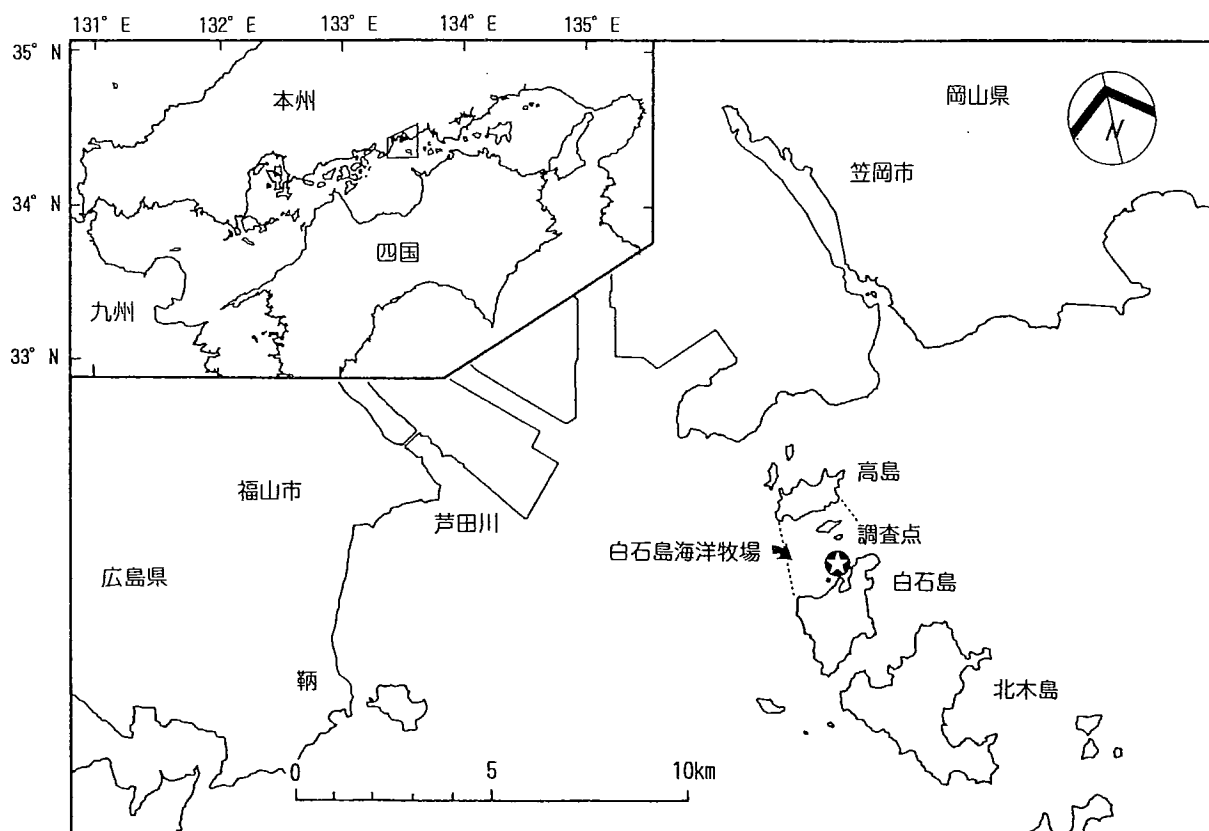 131° E 132° E 133° E 134° E 135° E
35° N
本州
34° N
四国
九州
33° N
岡山県
N
笠岡市
高島
調査点
白石島海洋牧場
白石島
北木島
福山市
芦田川
広島県
鞆
0 5 10km